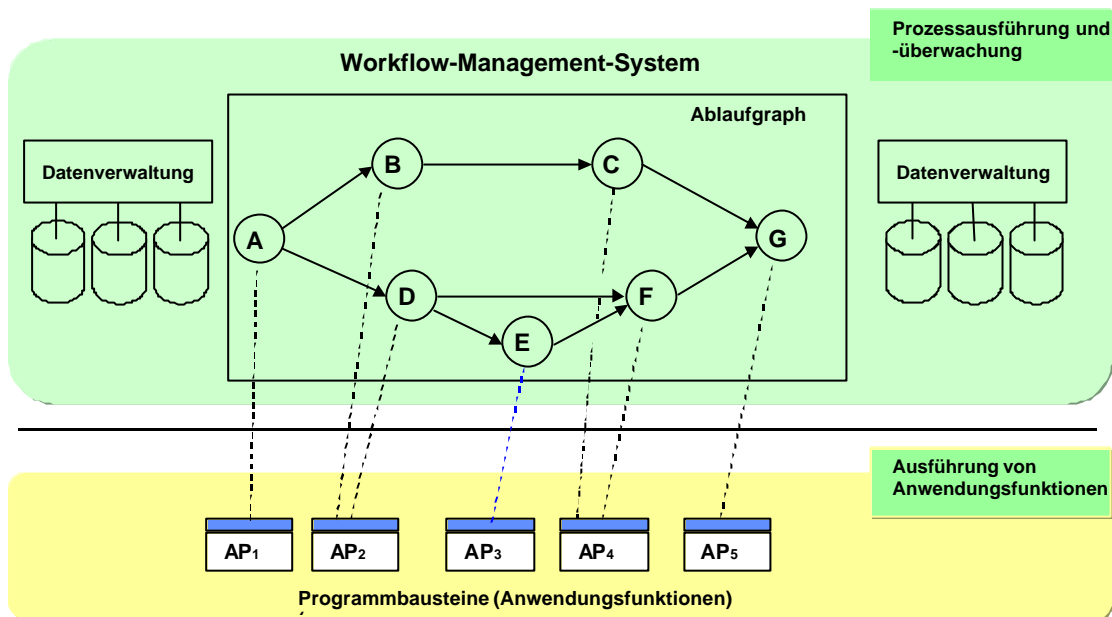 Prozessausführung und
-überwachung
Workflow-Management-System
Ablaufgraph
Datenverwaltung
Datenverwaltung
B
C
A
G
D
F
E
Ausführung von
Anwendungsfunktionen
AP1
AP2
AP3
AP4
AP5
Programmbausteine (Anwendungsfunktionen)